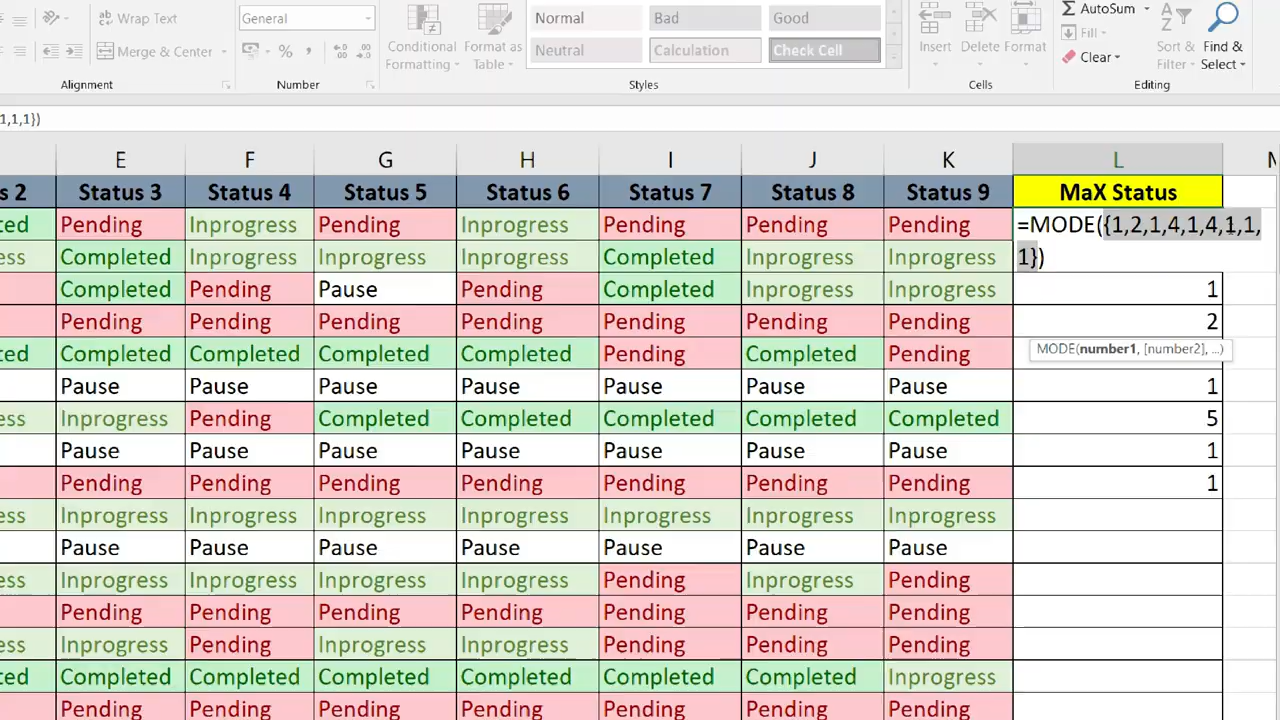 Wrap Text
General
Normal Bad Good
AutoSum
Fill
Merge & Center
Conditional Formatting
Format as Table
Neutral Calculation Check Cell
Insert Delete Format
Clear
Sort & Filter
Find & Select
Alignment Number Styles Cells Editing
1,1,1})
E F G H I J K L M
s 2 Status 3 Status 4 Status 5 Status 6 Status 7 Status 8 Status 9 MaX Status
ted Pending Inprogress Pending Inprogress Pending Pending Pending =MODE({1,2,1,4,1,4,1,1,
ess Completed Inprogress Inprogress Inprogress Completed Inprogress Inprogress 1})
Completed Pending Pause Pending Completed Inprogress Inprogress 1
Pending Pending Pending Pending Pending Pending Pending 2
MODE(number1, [number2], ...)
ted Completed Completed Completed Completed Pending Completed Pending
Pause Pause Pause Pause Pause Pause Pause 1
ess Inprogress Pending Completed Completed Completed Completed Completed 5
Pause Pause Pause Pause Pause Pause Pause 1
Pending Pending Pending Pending Pending Pending Pending 1
ess Inprogress Inprogress Inprogress Inprogress Inprogress Inprogress Inprogress
Pause Pause Pause Pause Pause Pause Pause
ess Inprogress Inprogress Inprogress Inprogress Pending Inprogress Pending
Pending Pending Pending Pending Pending Pending Pending
ess Inprogress Pending Inprogress Inprogress Pending Pending Pending
ted Completed Completed Completed Completed Completed Completed Inprogress
Pending Pending Pending Pending Pending Pending Pending